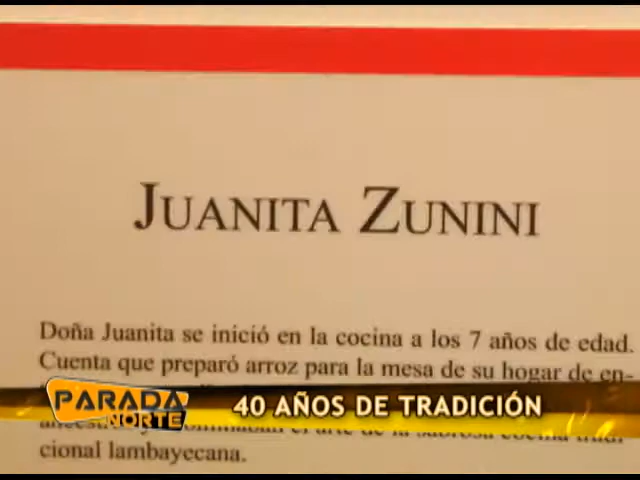 JUANITA ZUNINI
Doña Juanita se inició en la cocina a los 7 años de edad.
Cuenta que preparó arroz para la mesa de su hogar de en-
PARADA NORTE
40 AÑOS DE TRADICIÓN
cional lambayecana.